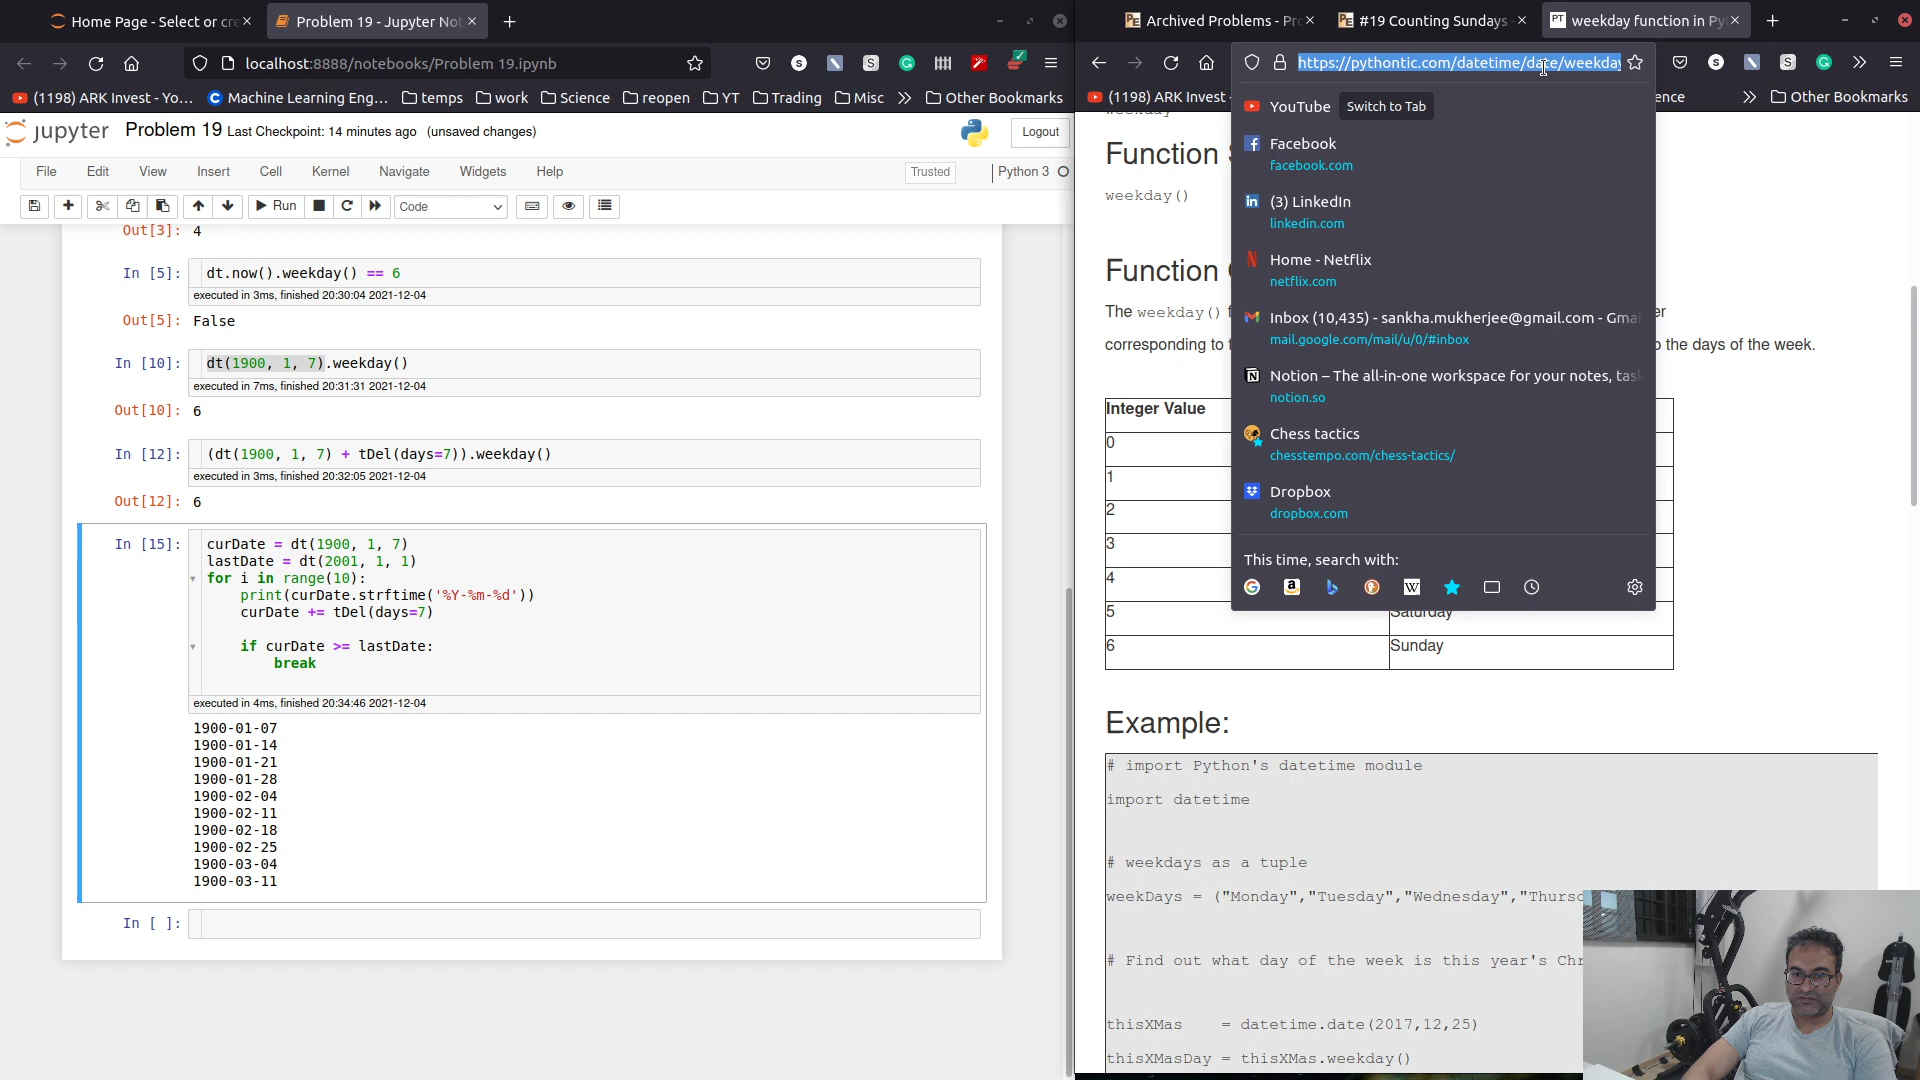 Home Page - Select or cre
Problem 19 - Jupyter Not
localhost:8888/notebooks/Problem 19.ipynb
(1198) ARK Invest - Yo...
Machine Learning Eng...
temps
work
Science
reopen
YT
Trading
Misc
Other Bookmarks
jupyter
Problem 19
Last Checkpoint: 14 minutes ago (unsaved changes)
Logout
File
Edit
View
Insert
Cell
Kernel
Navigate
Widgets
Help
Trusted
Python 3
Run
Code
Out[3]: 4
In [5]: dt.now().weekday() == 6
executed in 3ms, finished 20:30:04 2021-12-04
Out[5]: False
In [10]: dt(1900, 1, 7).weekday()
executed in 7ms, finished 20:31:31 2021-12-04
Out[10]: 6
In [12]: (dt(1900, 1, 7) + tDel(days=7)).weekday()
executed in 3ms, finished 20:32:05 2021-12-04
Out[12]: 6
In [15]: curDate = dt(1900, 1, 7)
lastDate = dt(2001, 1, 1)
for i in range(10):
print(curDate.strftime('%Y-%m-%d'))
curDate += tDel(days=7)
if curDate >= lastDate:
break
executed in 4ms, finished 20:34:46 2021-12-04
1900-01-07
1900-01-14
1900-01-21
1900-01-28
1900-02-04
1900-02-11
1900-02-18
1900-02-25
1900-03-04
1900-03-11
In [ ]:
Archived Problems - Pro
#19 Counting Sundays
weekday function in Py
https://pythontic.com/datetime/date/weekday
(1198) ARK Invest
ence
Other Bookmarks
YouTube
Switch to Tab
Facebook
facebook.com
(3) LinkedIn
linkedin.com
Home - Netflix
netflix.com
Inbox (10,435) - sankha.mukherjee@gmail.com - Gmai
mail.google.com/mail/u/0/#inbox
Notion – The all-in-one workspace for your notes, task
notion.so
Chess tactics
chesstempo.com/chess-tactics/
Dropbox
dropbox.com
This time, search with:
weekday
Function S
weekday()
Function
The weekday() f
er
corresponding to t
o the days of the week.
Integer Value
0
1
2
3
4
5 Saturday
6 Sunday
Example:
# import Python's datetime module
import datetime
# weekdays as a tuple
weekDays = ("Monday","Tuesday","Wednesday","Thursd
# Find out what day of the week is this year's Chr
thisXMas = datetime.date(2017,12,25)
thisXMasDay = thisXMas.weekday()